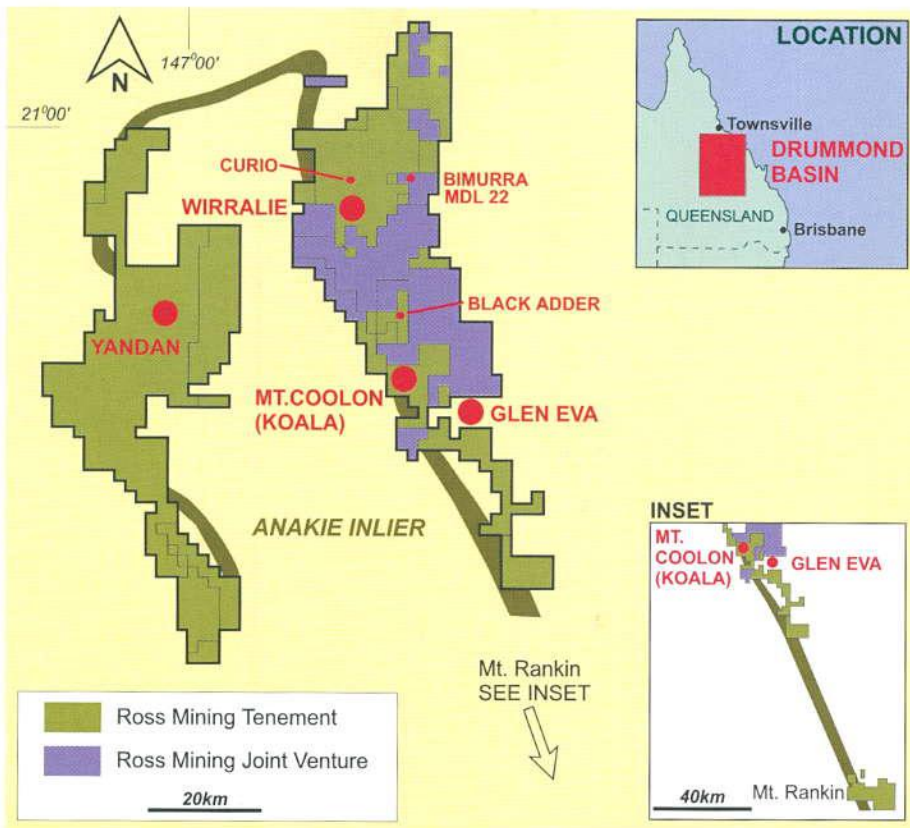 N
147°00'
21°00'
CURIO
WIRRALIE
BIMURRA
MDL 22
YANDAN
BLACK ADDER
MT.COOLON
(KOALA)
GLEN EVA
ANAKIE INLIER
Mt. Rankin
SEE INSET
Ross Mining Tenement
Ross Mining Joint Venture
20km
LOCATION
Townsville
DRUMMOND
BASIN
QUEENSLAND
Brisbane
INSET
MT.
COOLON
(KOALA)
GLEN EVA
40km
Mt. Rankin